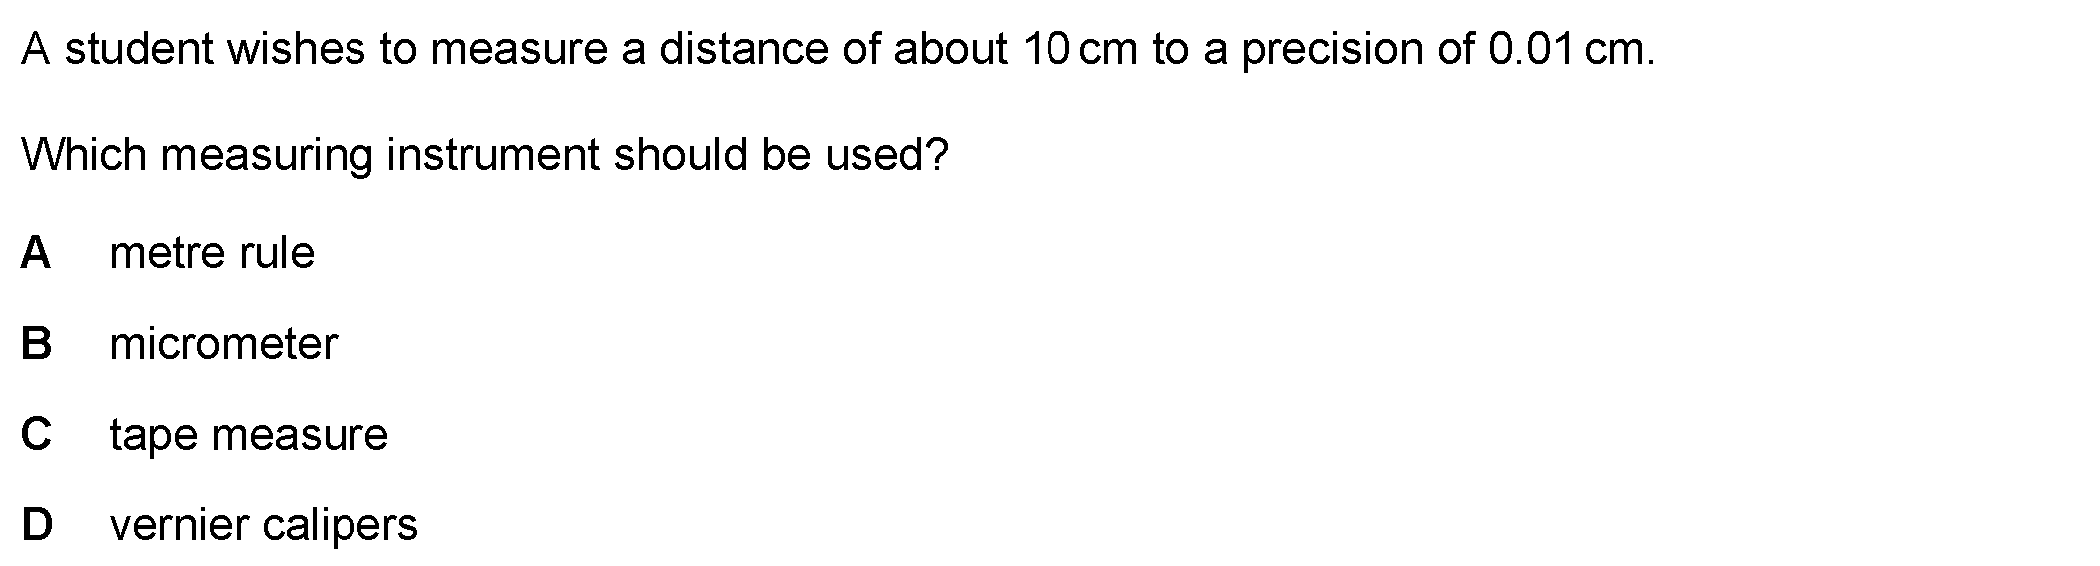 A student wishes to measure a distance of about 10 cm to a precision of 0.01 cm.
Which measuring instrument should be used?
A metre rule
B micrometer
C tape measure
D vernier calipers